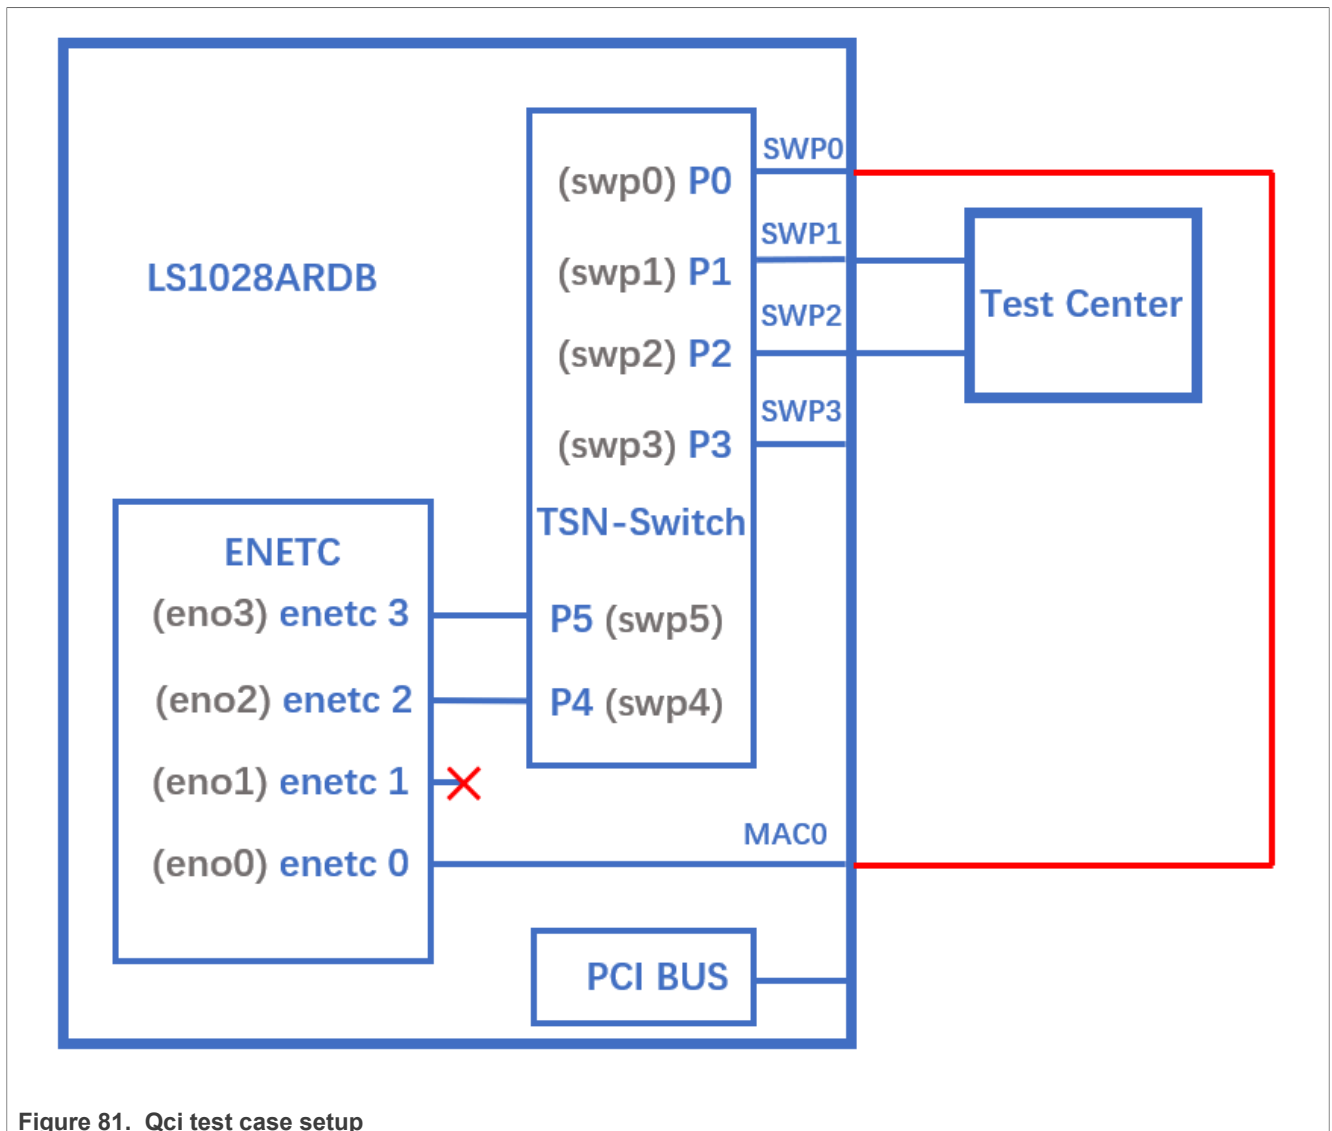 SWP0
(swp0) P0
SWP1
(swp1) P1
LS1028ARDB
Test Center
SWP2
(swp2) P2
SWP3
(swp3) P3
TSN-Switch
ENETC
(eno3) enetc 3
P5 (swp5)
(eno2) enetc 2
P4 (swp4)
(eno1) enetc 1
MAC0
(eno0) enetc 0
PCI BUS
Figure 81. Qci test case setup